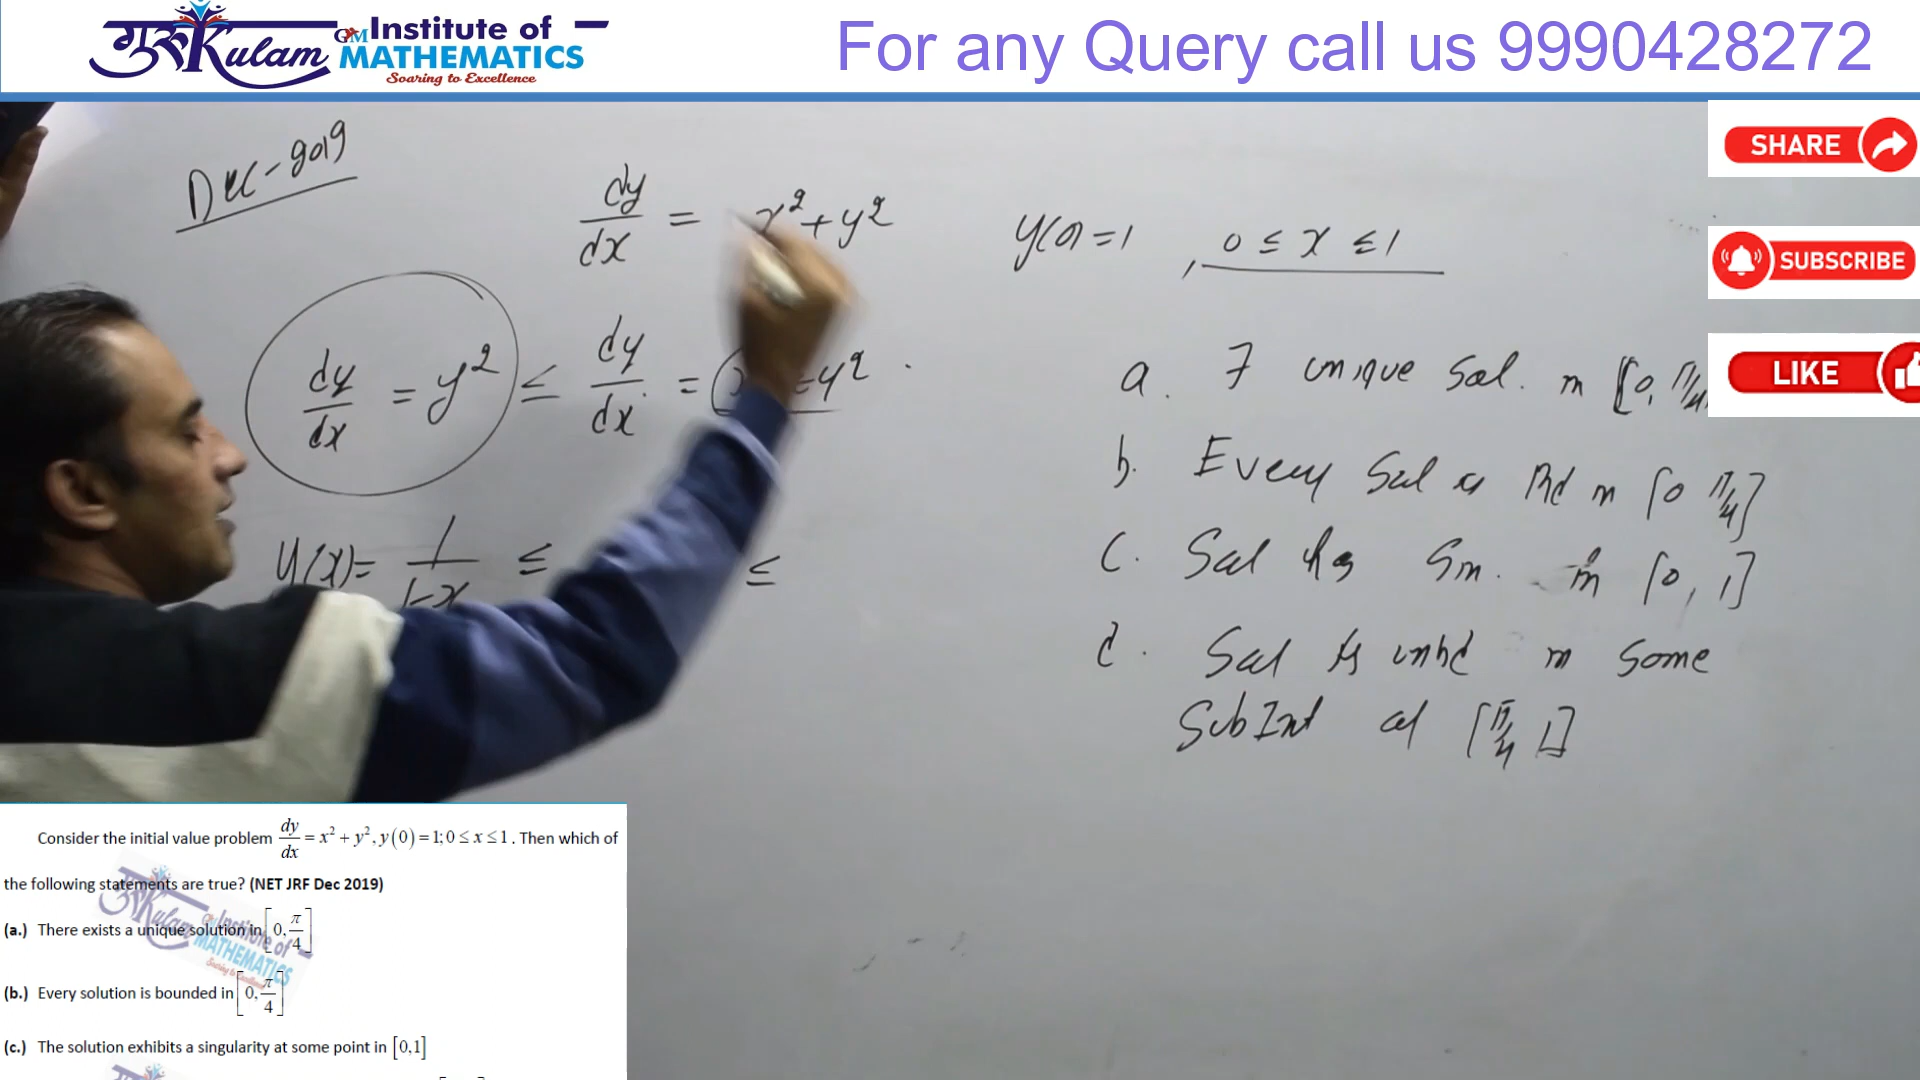 गुरुKulam GM Institute of
MATHEMATICS
Soaring to Excellence
For any Query call us 9990428272
SHARE
SUBSCRIBE
LIKE
Dec-2019
dy/dx = x² + y² y(0) = 1 , 0 ≤ x ≤ 1
dy/dx = y² ≤ dy/dx = y²
y(x) = 1/1-x ≤ ≤
a. ∃ unique Sol. in [0, π/4
b. Every Sol is Bd in [0 π/4]
c. Sol has Sin. in [0, 1]
d. Sol is unbd in some
SubInt of [π/4 1]
Consider the initial value problem dy/dx = x² + y², y(0) = 1; 0 ≤ x ≤ 1. Then which of
the following statements are true? (NET JRF Dec 2019)
(a.) There exists a unique solution in [0, π/4]
(b.) Every solution is bounded in [0, π/4]
(c.) The solution exhibits a singularity at some point in [0,1]